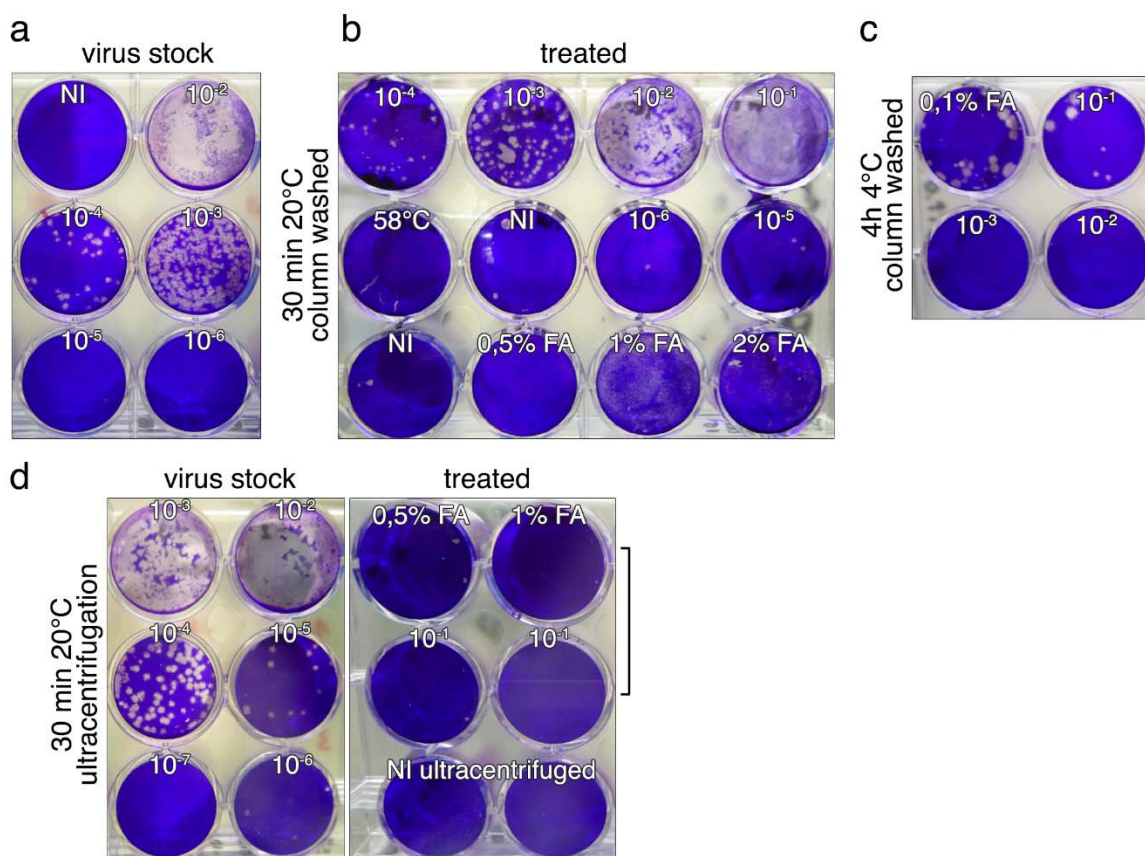 a
virus stock
NI 10⁻²
10⁻⁴ 10⁻³
10⁻⁵ 10⁻⁶
b
treated
30 min 20°C
column washed
10⁻⁴ 10⁻³ 10⁻² 10⁻¹
58°C NI 10⁻⁶ 10⁻⁵
NI 0,5% FA 1% FA 2% FA
c
4h 4°C
column washed
0,1% FA 10⁻¹
10⁻³ 10⁻²
d
virus stock treated
30 min 20°C
ultracentrifugation
10⁻³ 10⁻² 0,5% FA 1% FA
10⁻⁴ 10⁻⁵ 10⁻¹ 10⁻¹
10⁻⁷ 10⁻⁶ NI ultracentrifuged